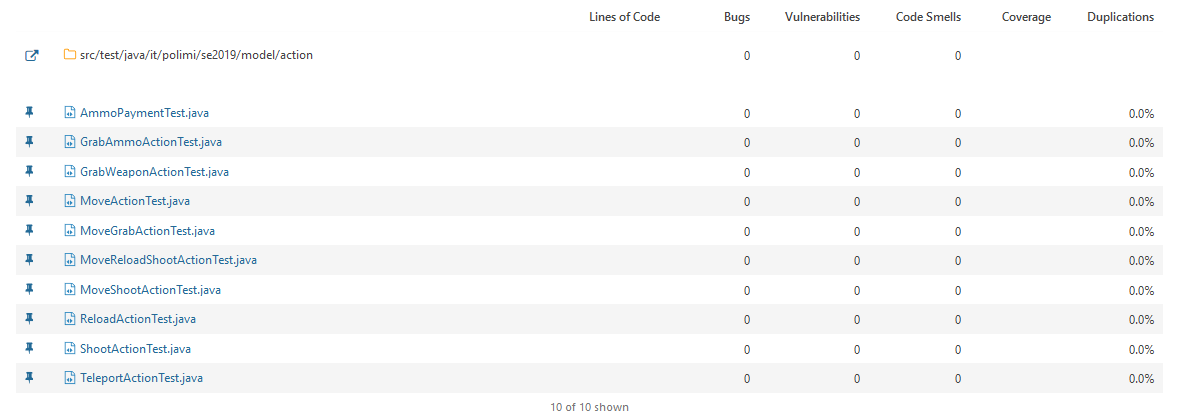 Lines of Code Bugs Vulnerabilities Code Smells Coverage Duplications
src/test/java/it/polimi/se2019/model/action 0 0 0
AmmoPaymentTest.java 0 0 0 0.0%
GrabAmmoActionTest.java 0 0 0 0.0%
GrabWeaponActionTest.java 0 0 0 0.0%
MoveActionTest.java 0 0 0 0.0%
MoveGrabActionTest.java 0 0 0 0.0%
MoveReloadShootActionTest.java 0 0 0 0.0%
MoveShootActionTest.java 0 0 0 0.0%
ReloadActionTest.java 0 0 0 0.0%
ShootActionTest.java 0 0 0 0.0%
TeleportActionTest.java 0 0 0 0.0%
10 of 10 shown